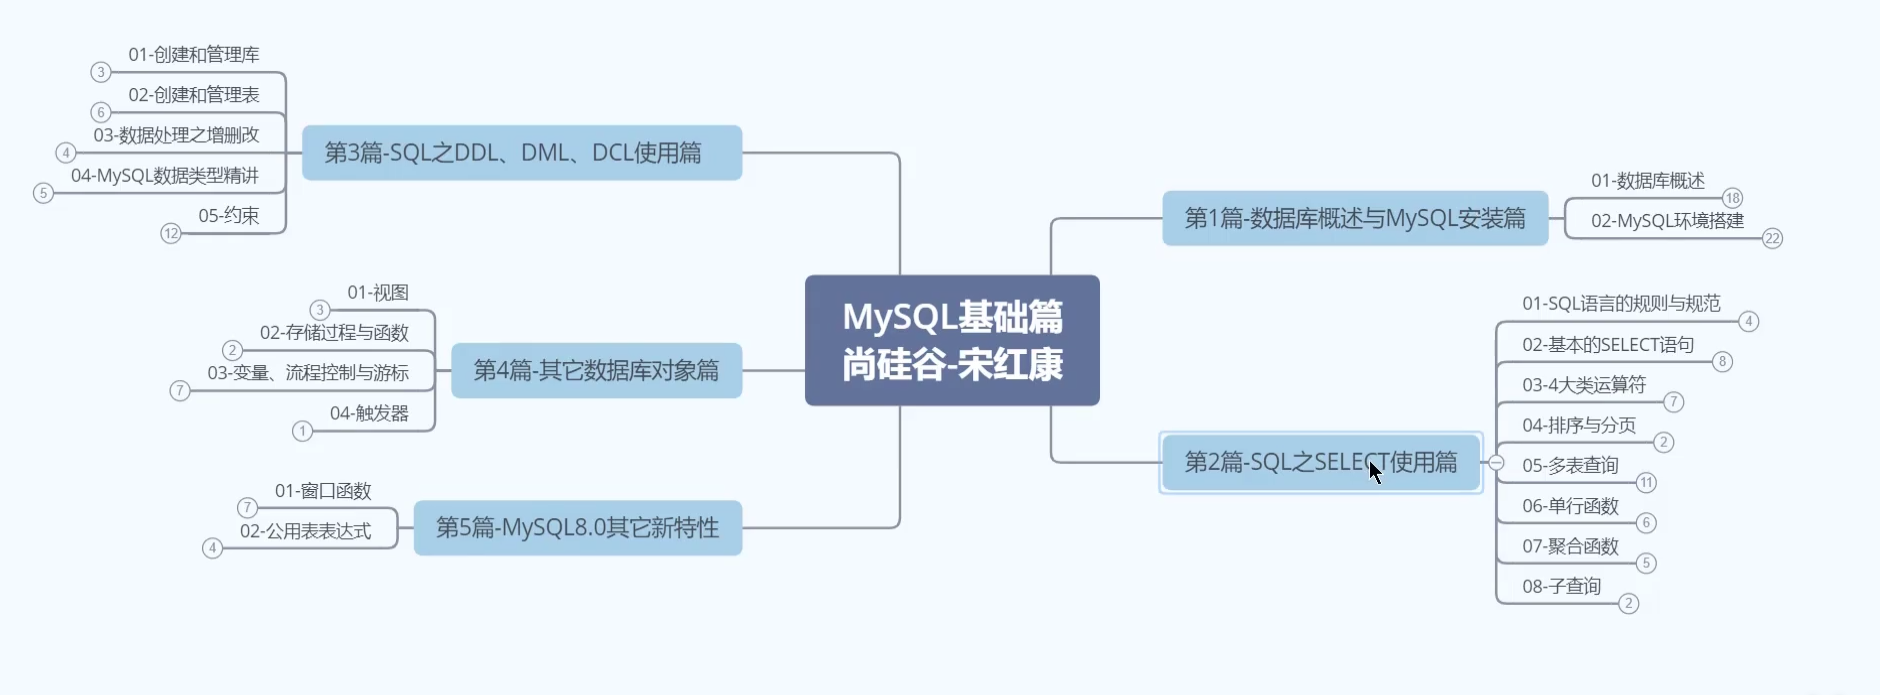 MySQL基础篇
尚硅谷-宋红康
第1篇-数据库概述与MySQL安装篇
01-数据库概述
18
02-MySQL环境搭建
22
第2篇-SQL之SELECT使用篇
01-SQL语言的规则与规范
4
02-基本的SELECT语句
8
03-4大类运算符
7
04-排序与分页
2
05-多表查询
11
06-单行函数
6
07-聚合函数
5
08-子查询
2
第3篇-SQL之DDL、DML、DCL使用篇
01-创建和管理库
3
02-创建和管理表
6
03-数据处理之增删改
4
04-MySQL数据类型精讲
5
05-约束
12
第4篇-其它数据库对象篇
01-视图
3
02-存储过程与函数
2
03-变量、流程控制与游标
7
04-触发器
1
第5篇-MySQL8.0其它新特性
01-窗口函数
7
02-公用表表达式
4